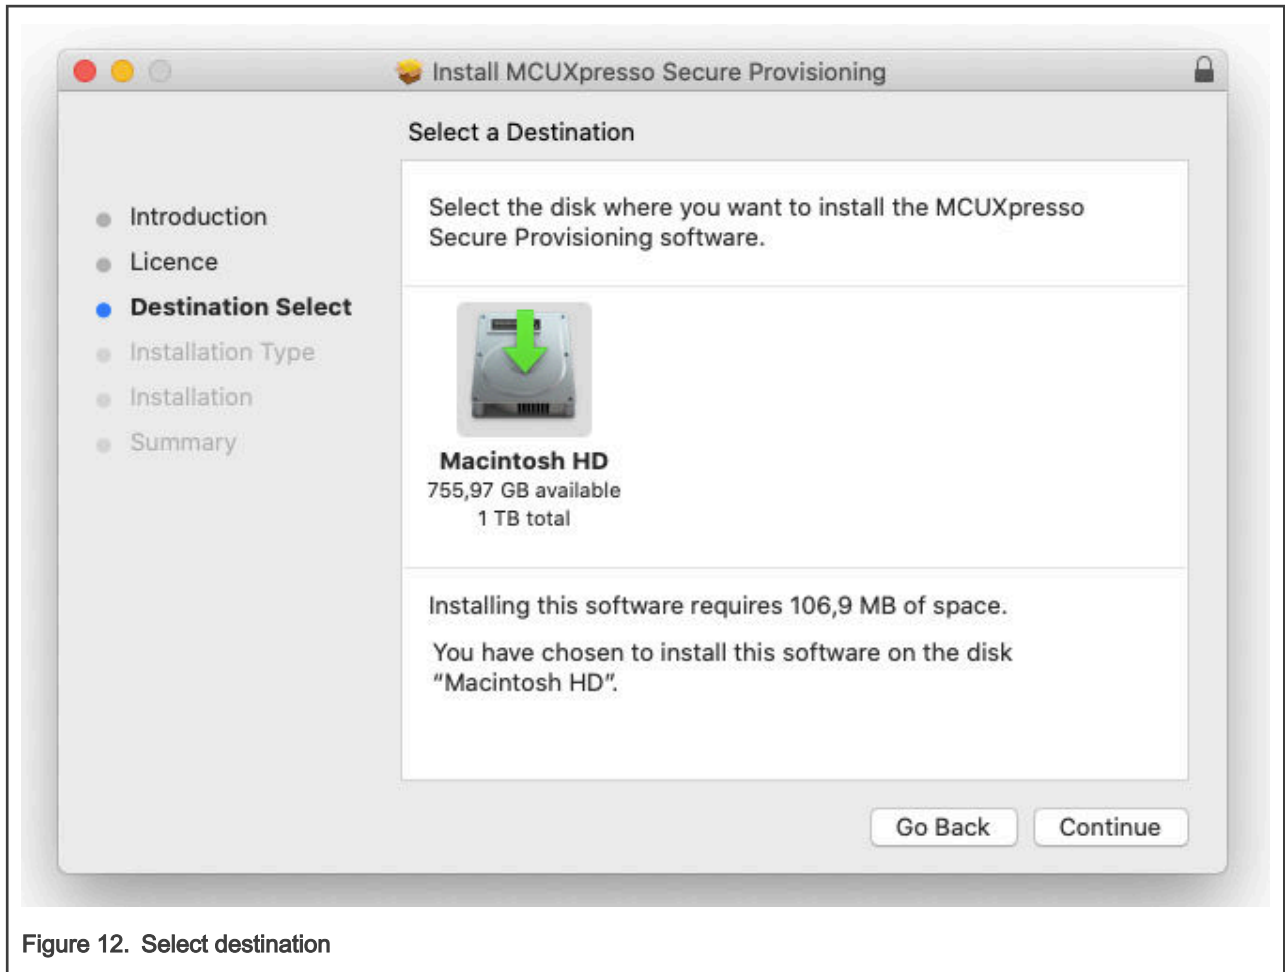 Install MCUXpresso Secure Provisioning
Select a Destination
Introduction
Licence
Destination Select
Installation Type
Installation
Summary
Select the disk where you want to install the MCUXpresso
Secure Provisioning software.
Macintosh HD
755,97 GB available
1 TB total
Installing this software requires 106,9 MB of space.
You have chosen to install this software on the disk
“Macintosh HD”.
Go Back
Continue
Figure 12. Select destination